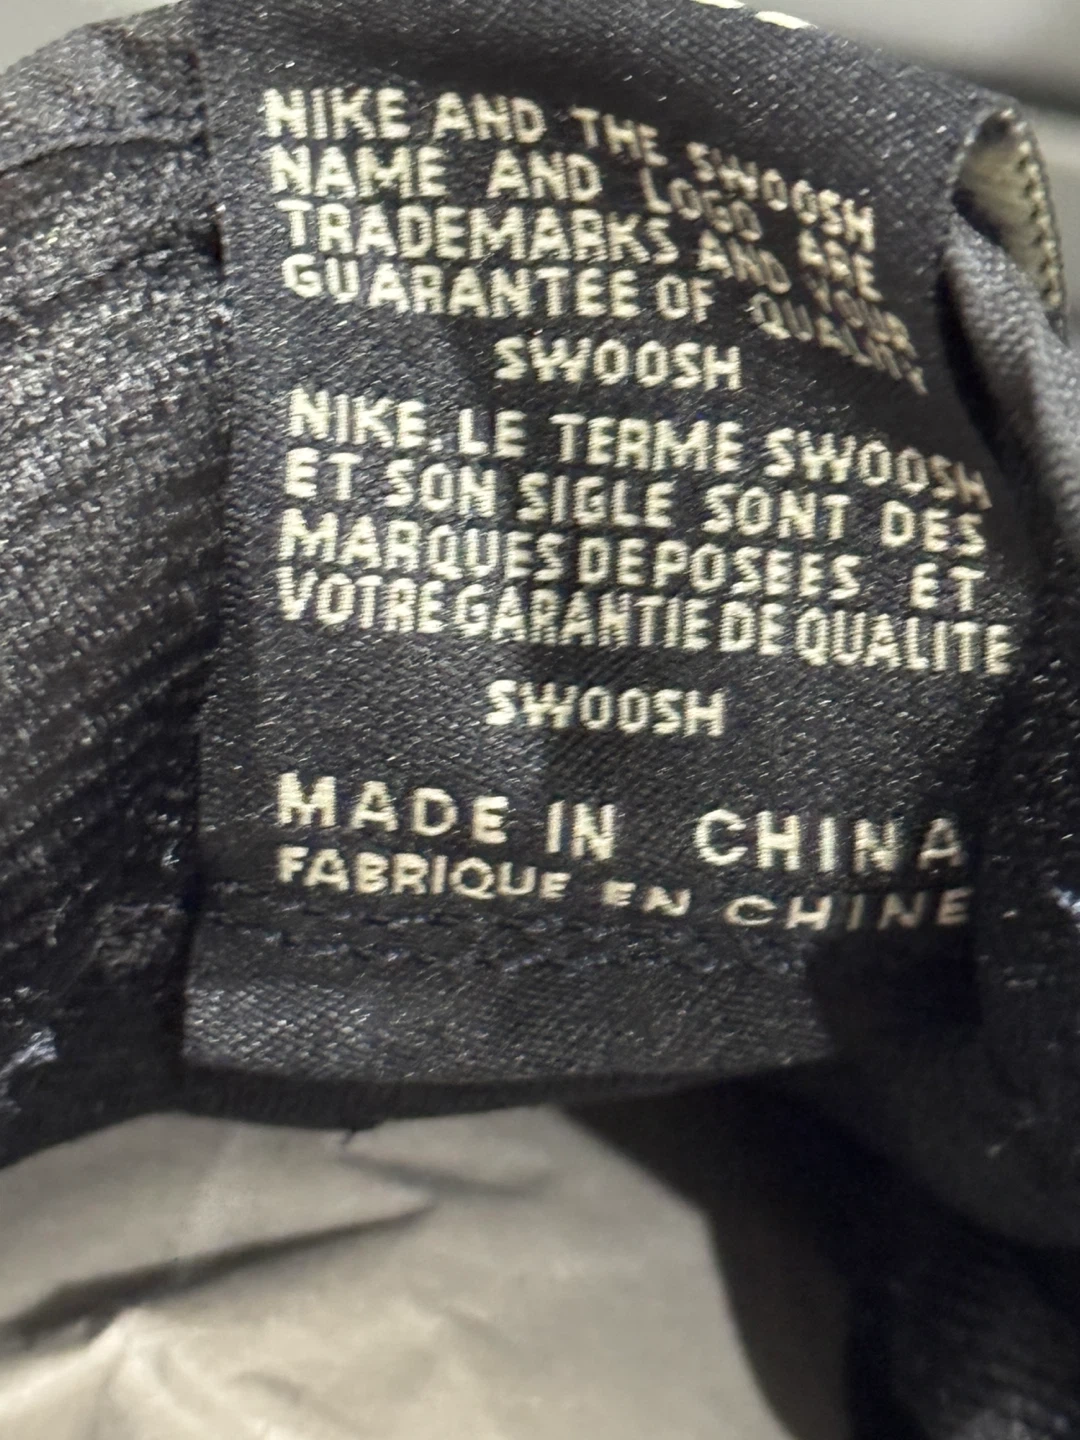 NIKE AND THE SWOOSH
NAME AND LOGO ARE
TRADEMARKS AND YOUR
GUARANTEE OF QUALITY
SWOOSH
NIKE, LE TERME SWOOSH
ET SON SIGLE SONT DES
MARQUES DEPOSEES ET
VOTRE GARANTIE DE QUALITE
SWOOSH
MADE IN CHINA
FABRIQUE EN CHINE